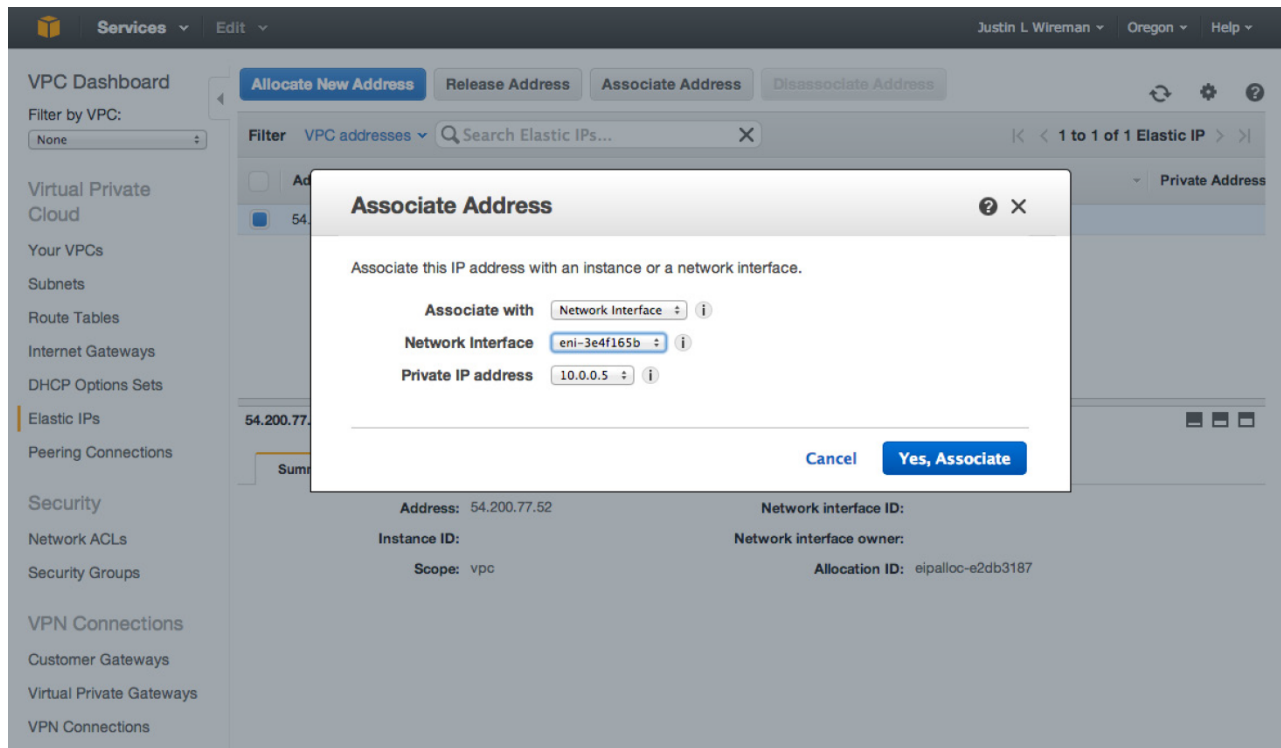 Services Edit Justin L Wireman Oregon Help
VPC Dashboard
Filter by VPC:
None
Virtual Private
Cloud
Your VPCs
Subnets
Route Tables
Internet Gateways
DHCP Options Sets
Elastic IPs
Peering Connections
Security
Network ACLs
Security Groups
VPN Connections
Customer Gateways
Virtual Private Gateways
VPN Connections
Allocate New Address Release Address Associate Address Disassociate Address
Filter VPC addresses Search Elastic IPs... 1 to 1 of 1 Elastic IP
Ad Private Address
54.
Associate Address
Associate this IP address with an instance or a network interface.
Associate with Network Interface
Network Interface eni-3e4f165b
Private IP address 10.0.0.5
Cancel Yes, Associate
54.200.77.
Summ
Address: 54.200.77.52 Network interface ID:
Instance ID: Network interface owner:
Scope: vpc Allocation ID: eipalloc-e2db3187